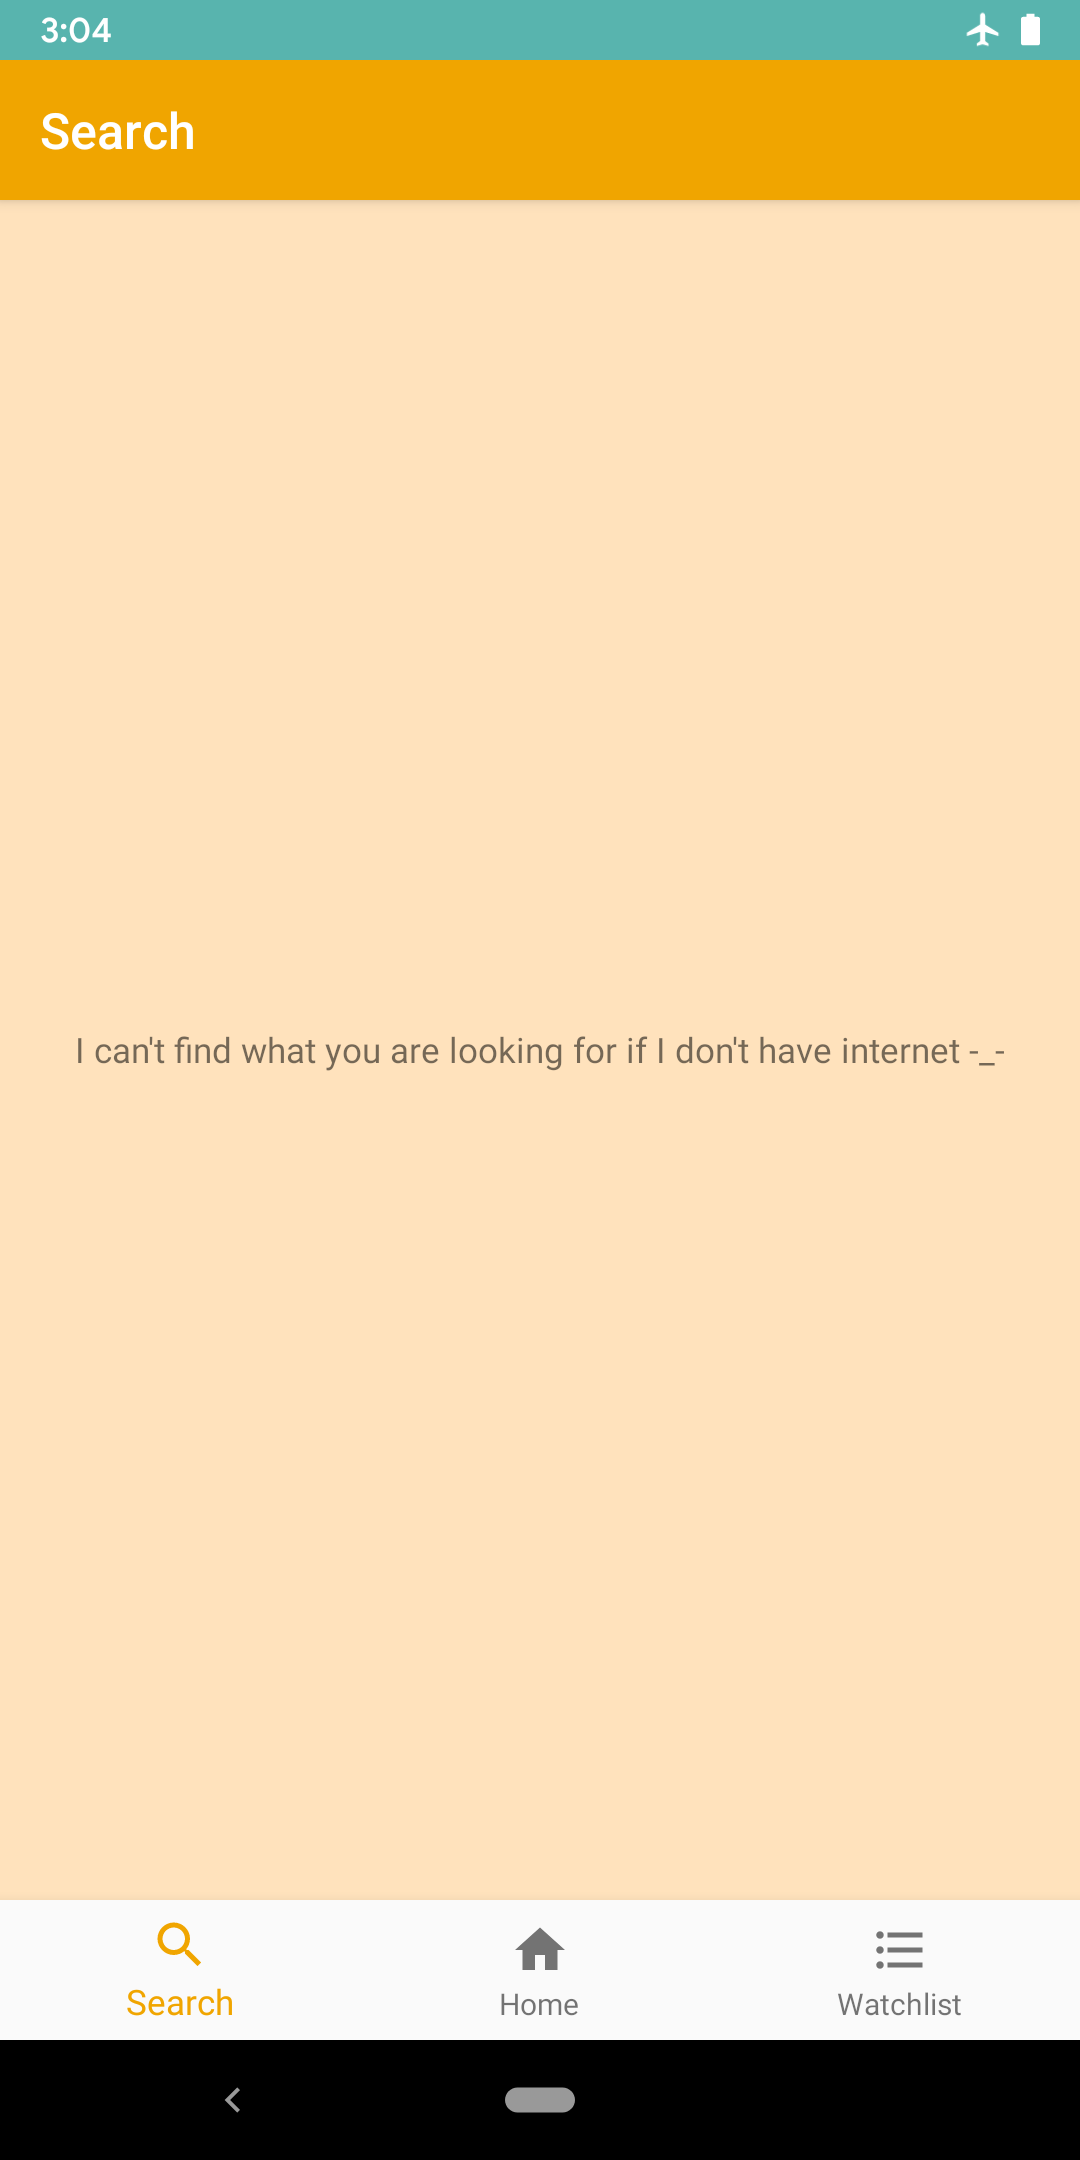 3:04
Search
I can't find what you are looking for if I don't have internet -_-
Search
Home
Watchlist